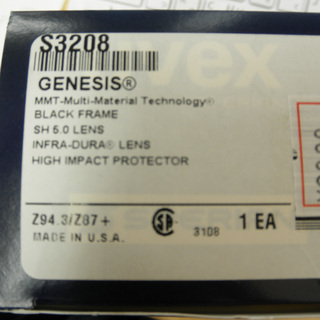 S3208
vex
GENESIS®
MMT-Multi-Material Technology®
BLACK FRAME
SH 5.0 LENS
INFRA-DURA® LENS
HIGH IMPACT PROTECTOR
Z94.3/Z87+
MADE IN U.S.A.
3108
1 EA